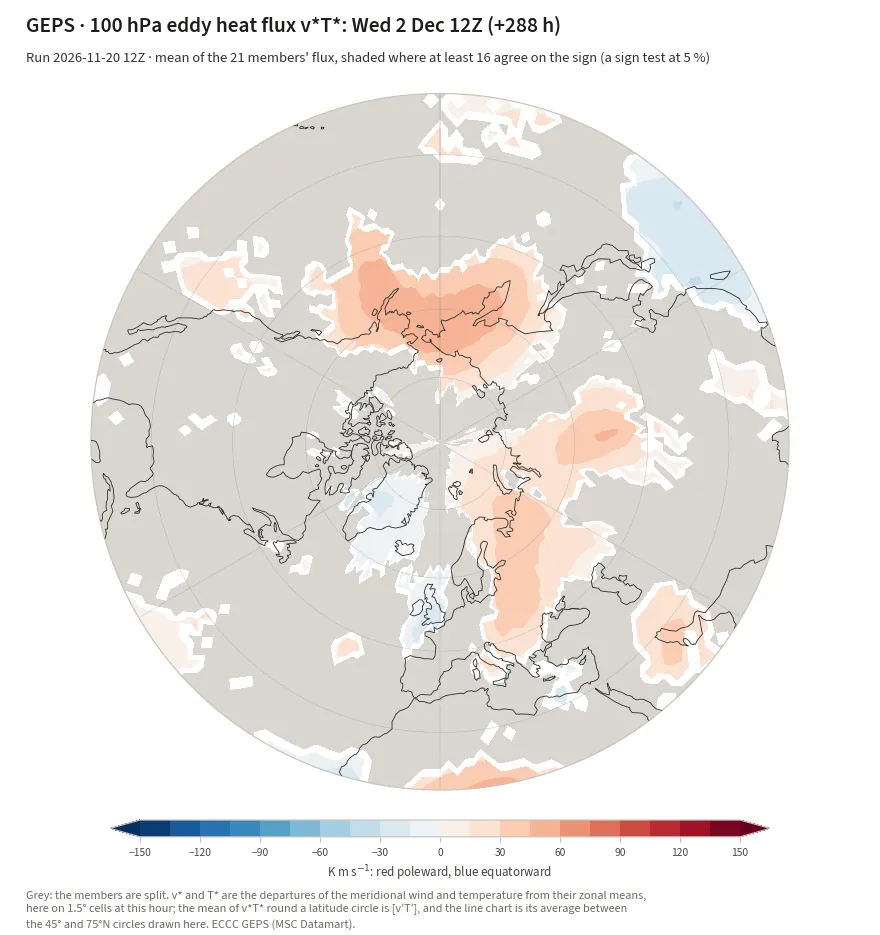 GEPS · 100 hPa eddy heat flux v*T*: Wed 2 Dec 12Z (+288 h)
Run 2026-11-20 12Z · mean of the 21 members' flux, shaded where at least 16 agree on the sign (a sign test at 5 %)
−150 −120 −90 −60 −30 0 30 60 90 120 150
K m s⁻¹: red poleward, blue equatorward
Grey: the members are split. v* and T* are the departures of the meridional wind and temperature from their zonal means,
here on 1.5° cells at this hour; the mean of v*T* round a latitude circle is [v'T'], and the line chart is its average between
the 45° and 75°N circles drawn here. ECCC GEPS (MSC Datamart).